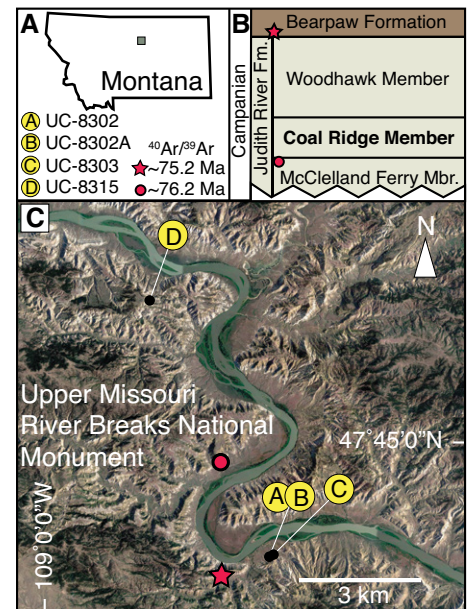 A
Montana
A UC-8302
B UC-8302A
C UC-8303
D UC-8315
40Ar/39Ar
~75.2 Ma
~76.2 Ma
B
Campanian
Judith River Fm.
Bearpaw Formation
Woodhawk Member
Coal Ridge Member
McClelland Ferry Mbr.
C
D
N
Upper Missouri
River Breaks National
Monument
47°45'0"N
A B C
109°0'0"W
3 km